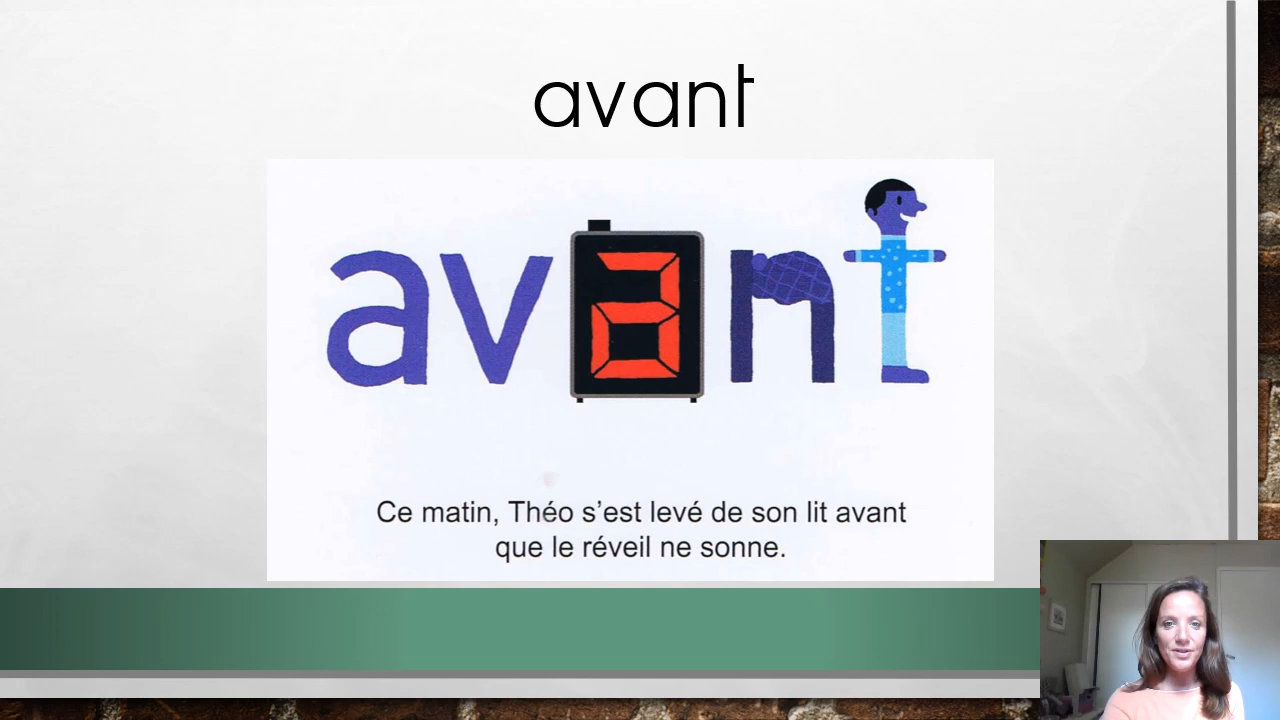 avant
avant
Ce matin, Théo s’est levé de son lit avant
que le réveil ne sonne.